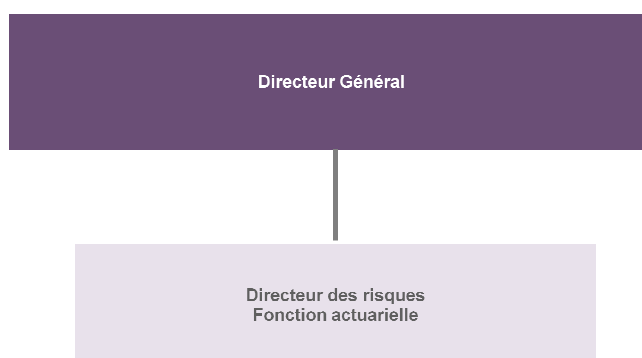 Directeur Général
Directeur des risques
Fonction actuarielle